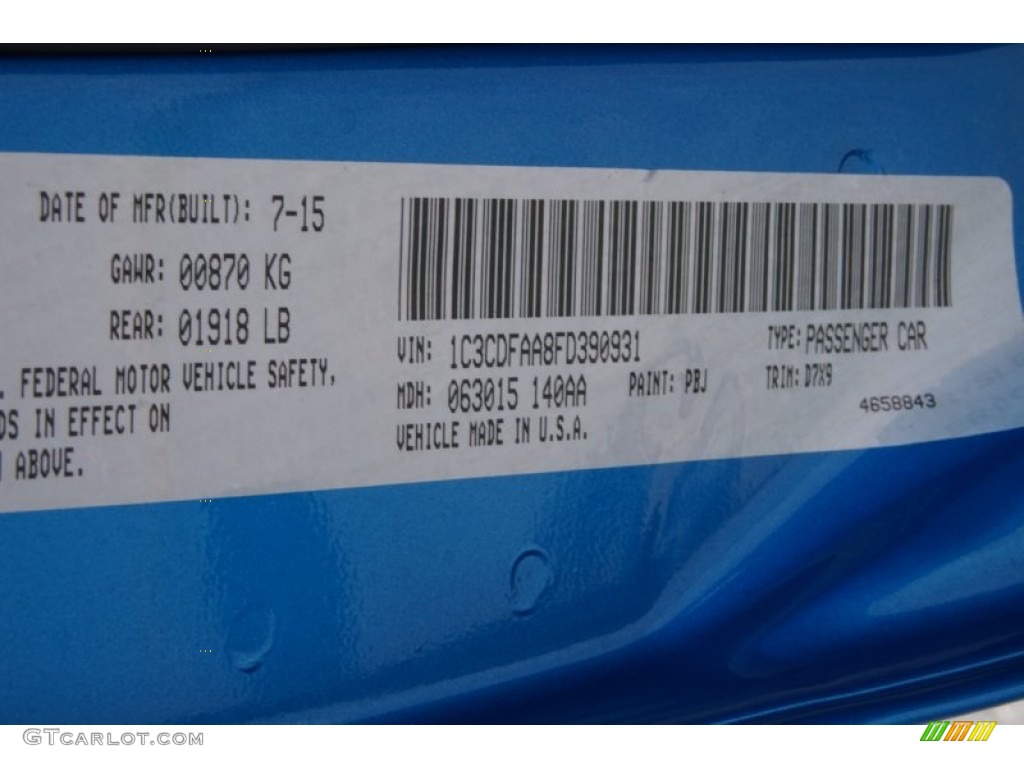 DATE OF MFR(BUILT): 7-15
GAWR: 00870 KG
REAR: 01918 LB
. FEDERAL MOTOR VEHICLE SAFETY,
DS IN EFFECT ON
ABOVE.
VIN: 1C3CDFAA8FD390931
TYPE: PASSENGER CAR
MDH: 063015 140AA
PAINT: PBJ
TRIM: D7X9
4658843
VEHICLE MADE IN U.S.A.
GTCarlot.com